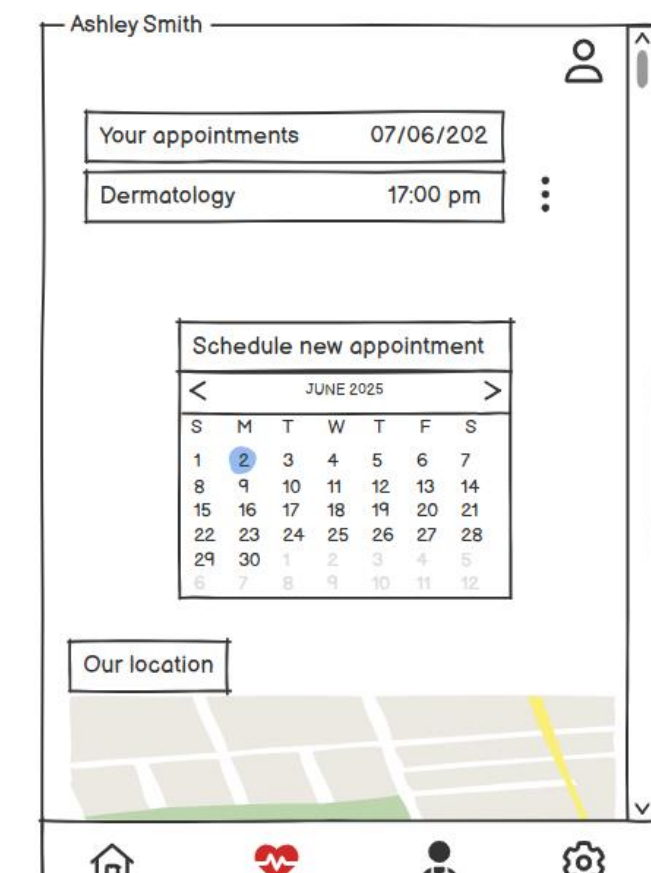 Ashley Smith
Your appointments 07/06/202
Dermatology 17:00 pm
Schedule new appointment
< JUNE 2025 >
S M T W T F S
1 2 3 4 5 6 7
8 9 10 11 12 13 14
15 16 17 18 19 20 21
22 23 24 25 26 27 28
29 30 1 2 3 4 5
6 7 8 9 10 11 12
Our location